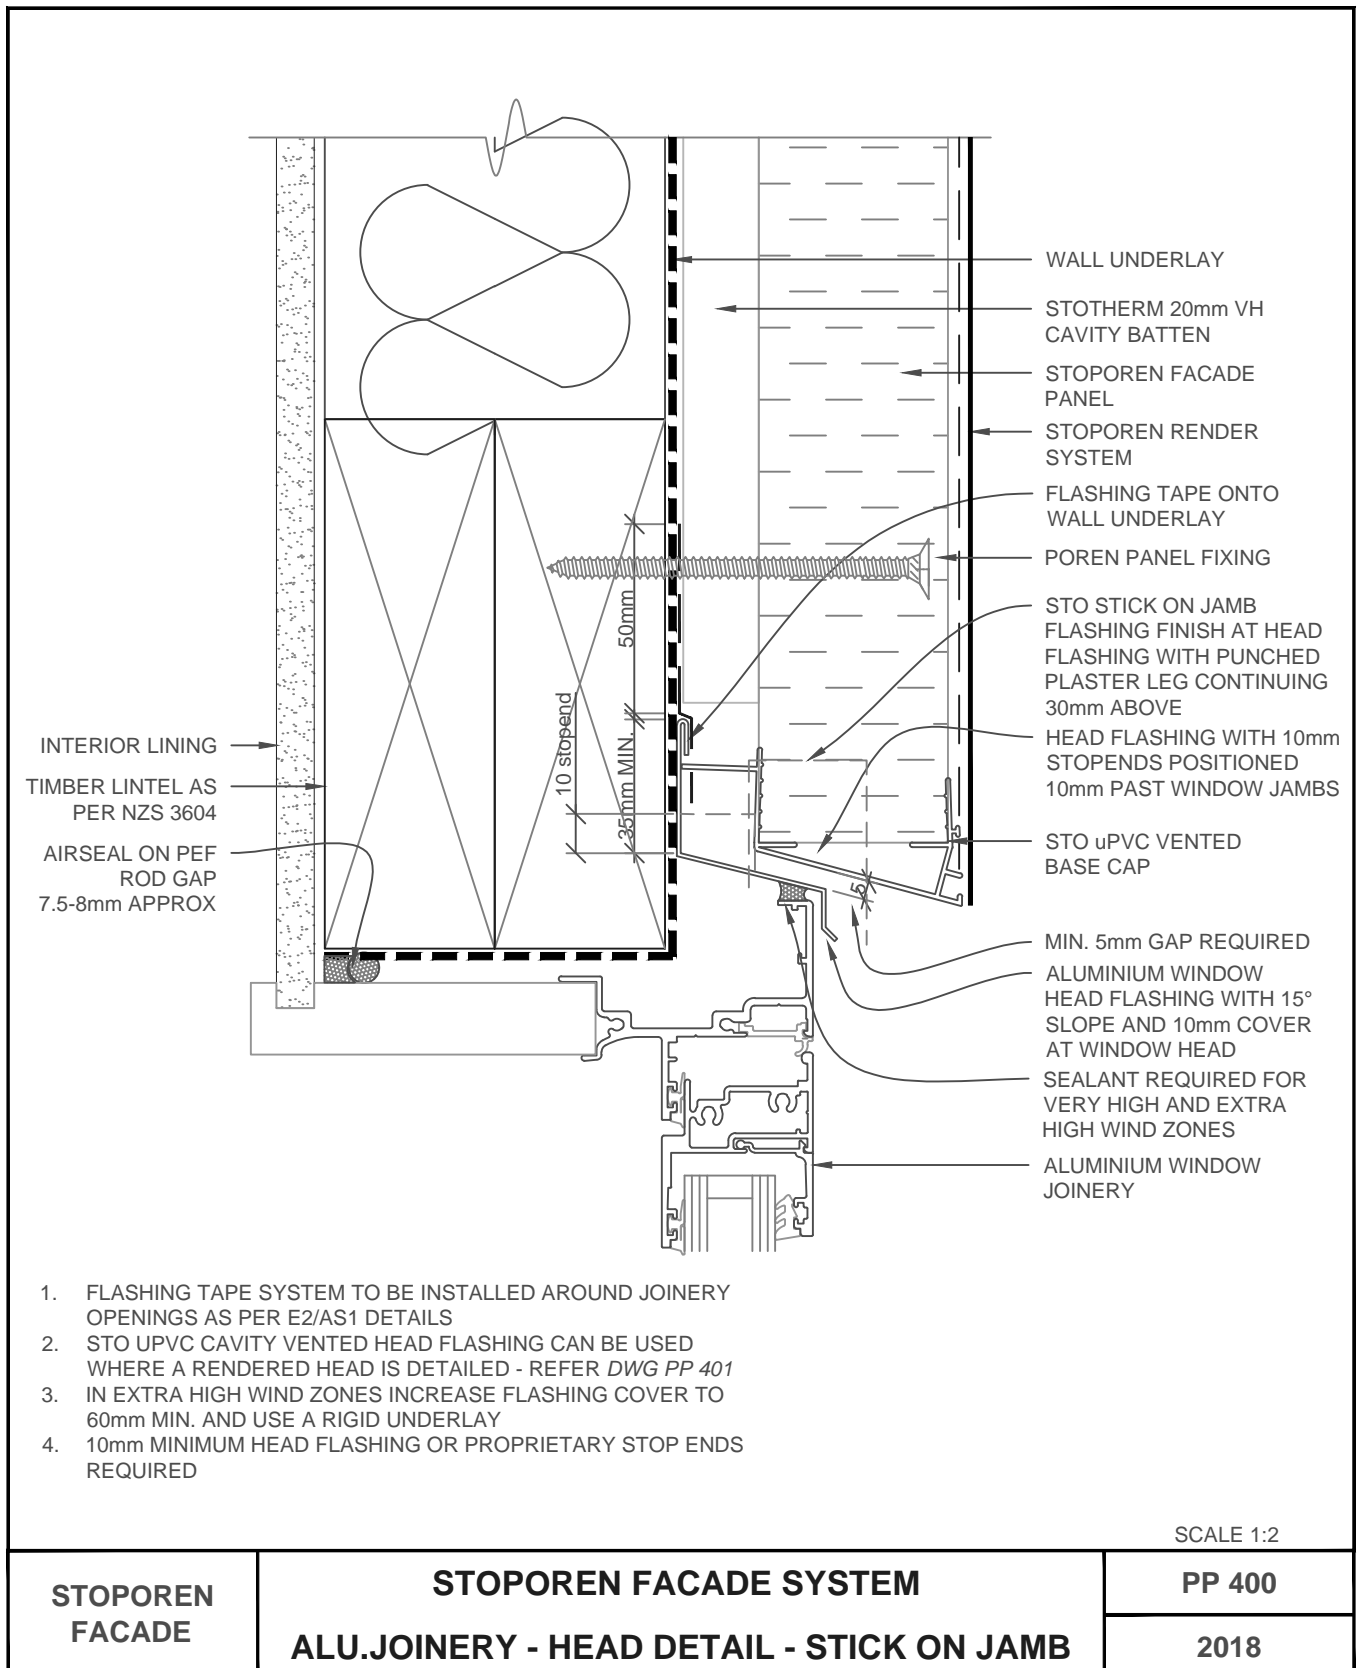 WALL UNDERLAY
STOTHERM 20mm VH
CAVITY BATTEN
STOPOREN FACADE
PANEL
STOPOREN RENDER
SYSTEM
FLASHING TAPE ONTO
WALL UNDERLAY
POREN PANEL FIXING
STO STICK ON JAMB
FLASHING FINISH AT HEAD
FLASHING WITH PUNCHED
PLASTER LEG CONTINUING
30mm ABOVE
HEAD FLASHING WITH 10mm
STOPENDS POSITIONED
10mm PAST WINDOW JAMBS
STO uPVC VENTED
BASE CAP
MIN. 5mm GAP REQUIRED
ALUMINIUM WINDOW
HEAD FLASHING WITH 15°
SLOPE AND 10mm COVER
AT WINDOW HEAD
SEALANT REQUIRED FOR
VERY HIGH AND EXTRA
HIGH WIND ZONES
ALUMINIUM WINDOW
JOINERY
50mm
10 stopend
35mm MIN.
5
INTERIOR LINING
TIMBER LINTEL AS
PER NZS 3604
AIRSEAL ON PEF
ROD GAP
7.5-8mm APPROX
1. FLASHING TAPE SYSTEM TO BE INSTALLED AROUND JOINERY
OPENINGS AS PER E2/AS1 DETAILS
2. STO UPVC CAVITY VENTED HEAD FLASHING CAN BE USED
WHERE A RENDERED HEAD IS DETAILED - REFER DWG PP 401
3. IN EXTRA HIGH WIND ZONES INCREASE FLASHING COVER TO
60mm MIN. AND USE A RIGID UNDERLAY
4. 10mm MINIMUM HEAD FLASHING OR PROPRIETARY STOP ENDS
REQUIRED
SCALE 1:2
STOPOREN
FACADE
STOPOREN FACADE SYSTEM
ALU.JOINERY - HEAD DETAIL - STICK ON JAMB
PP 400
2018